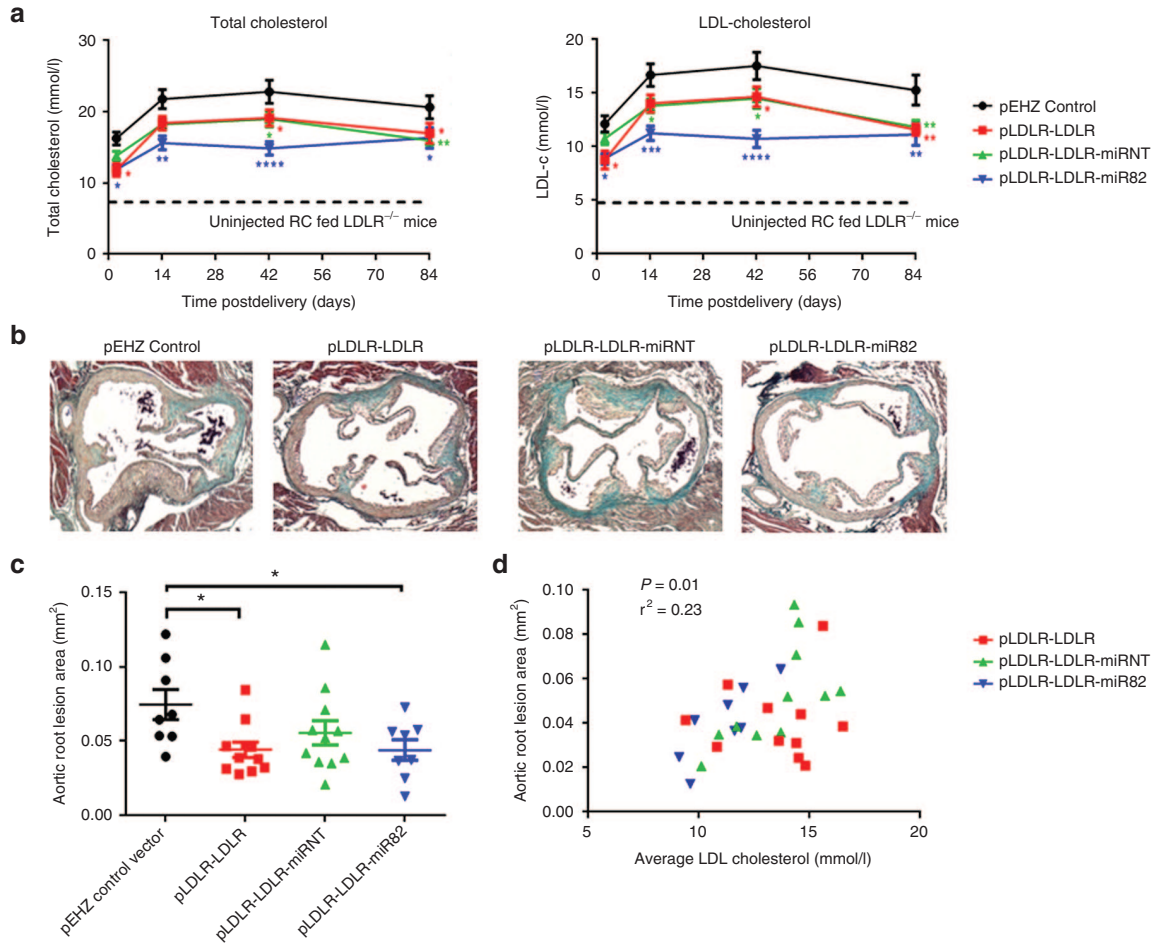 a
Total cholesterol
Total cholesterol (mmol/l)
30
20
10
0
0
14
28
42
56
70
84
Time postdelivery (days)
Uninjected RC fed LDLR⁻/⁻ mice
*
*
**
*
*
****
*
**
*
LDL-cholesterol
LDL-c (mmol/l)
20
15
10
5
0
0
14
28
42
56
70
84
Time postdelivery (days)
Uninjected RC fed LDLR⁻/⁻ mice
*
*
*
***
*
*
****
**
**
**
pEHZ Control
pLDLR-LDLR
pLDLR-LDLR-miRNT
pLDLR-LDLR-miR82
b
pEHZ Control
pLDLR-LDLR
pLDLR-LDLR-miRNT
pLDLR-LDLR-miR82
*
c
Aortic root lesion area (mm²)
0.15
0.10
0.05
0.00
*
*
pEHZ control vector
pLDLR-LDLR
pLDLR-LDLR-miRNT
pLDLR-LDLR-miR82
d
Aortic root lesion area (mm²)
0.10
0.08
0.06
0.04
0.02
0.00
P = 0.01
r² = 0.23
5
10
15
20
Average LDL cholesterol (mmol/l)
pLDLR-LDLR
pLDLR-LDLR-miRNT
pLDLR-LDLR-miR82